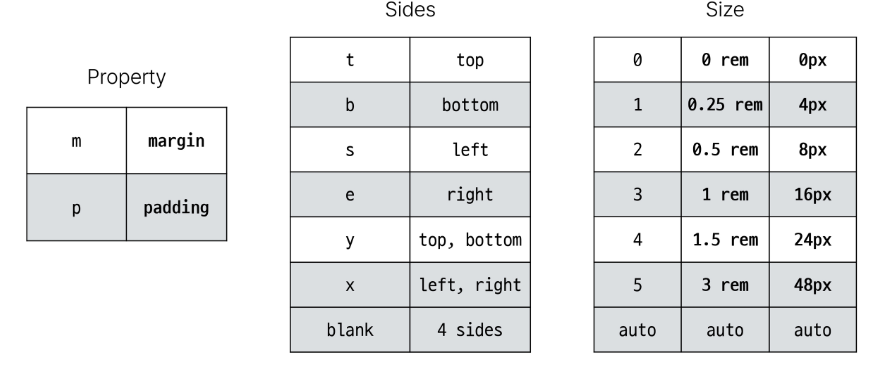 Property
m margin
p padding
Sides
t top
b bottom
s left
e right
y top, bottom
x left, right
blank 4 sides
Size
0 0 rem 0px
1 0.25 rem 4px
2 0.5 rem 8px
3 1 rem 16px
4 1.5 rem 24px
5 3 rem 48px
auto auto auto